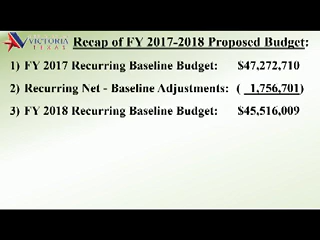 VICTORIA
TEXAS
Recap of FY 2017-2018 Proposed Budget:
1) FY 2017 Recurring Baseline Budget: $47,272,710
2) Recurring Net - Baseline Adjustments: ( 1,756,701)
3) FY 2018 Recurring Baseline Budget: $45,516,009